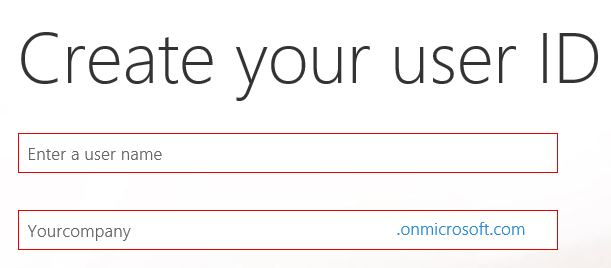 Create your user ID
Enter a user name
Yourcompany .onmicrosoft.com